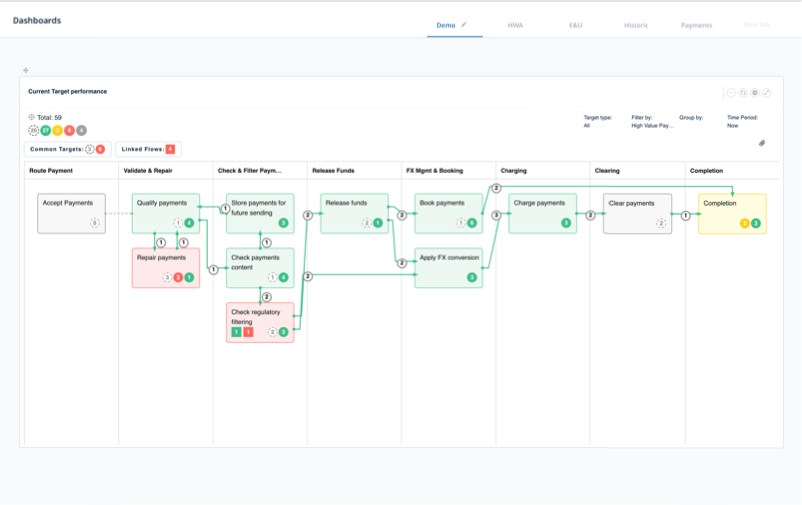 Dashboards
Demo HWA E&U Historic Payments
Current Target performance
Total: 59
20 27 3 6 4
Target type: Filter by: Group by: Time Period:
All High Value Pay... Now
Common Targets: 3 6 Linked Flows: 4
Route Payment Validate & Repair Check & Filter Paym... Release Funds FX Mgmt & Booking Charging Clearing Completion
Accept Payments
5
Qualify payments
1 4
Repair payments
3 2 1
Store payments for
future sending
3
Check payments
content
1 4
Check regulatory
filtering
1 1 2 3
Release funds
2 1
Book payments
1 6
Apply FX conversion
3
Charge payments
3
Clear payments
2
Completion
3
1
1
1
1
1
2
2
2
2
2
2
3
2
1